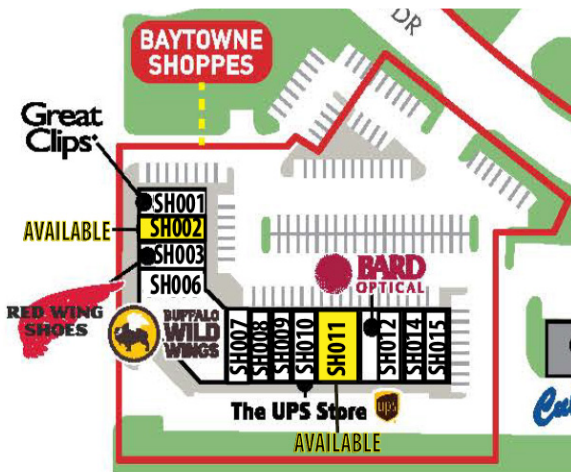 DR
BAYTOWNE
SHOPPES
Great
Clips
SH001
AVAILABLE
SH002
SH003
SH006
RED WING
SHOES
BUFFALO
WILD
WINGS
BARD
OPTICAL
SH007
SH008
SH009
SH010
SH011
SH012
SH014
SH015
The UPS Store
ups
AVAILABLE